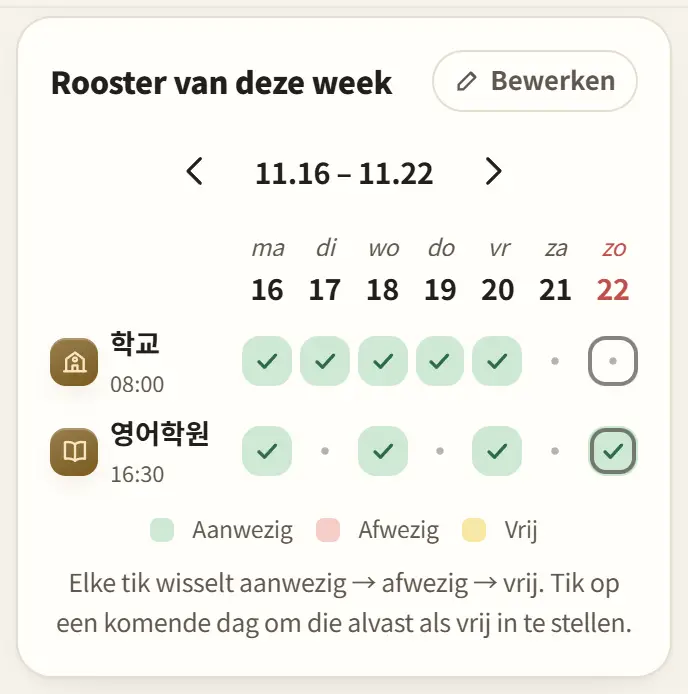 Rooster van deze week
Bewerken
11.16 – 11.22
ma di wo do vr za zo
16 17 18 19 20 21 22
학교
08:00
영어학원
16:30
Aanwezig Afwezig Vrij
Elke tik wisselt aanwezig → afwezig → vrij. Tik op
een komende dag om die alvast als vrij in te stellen.